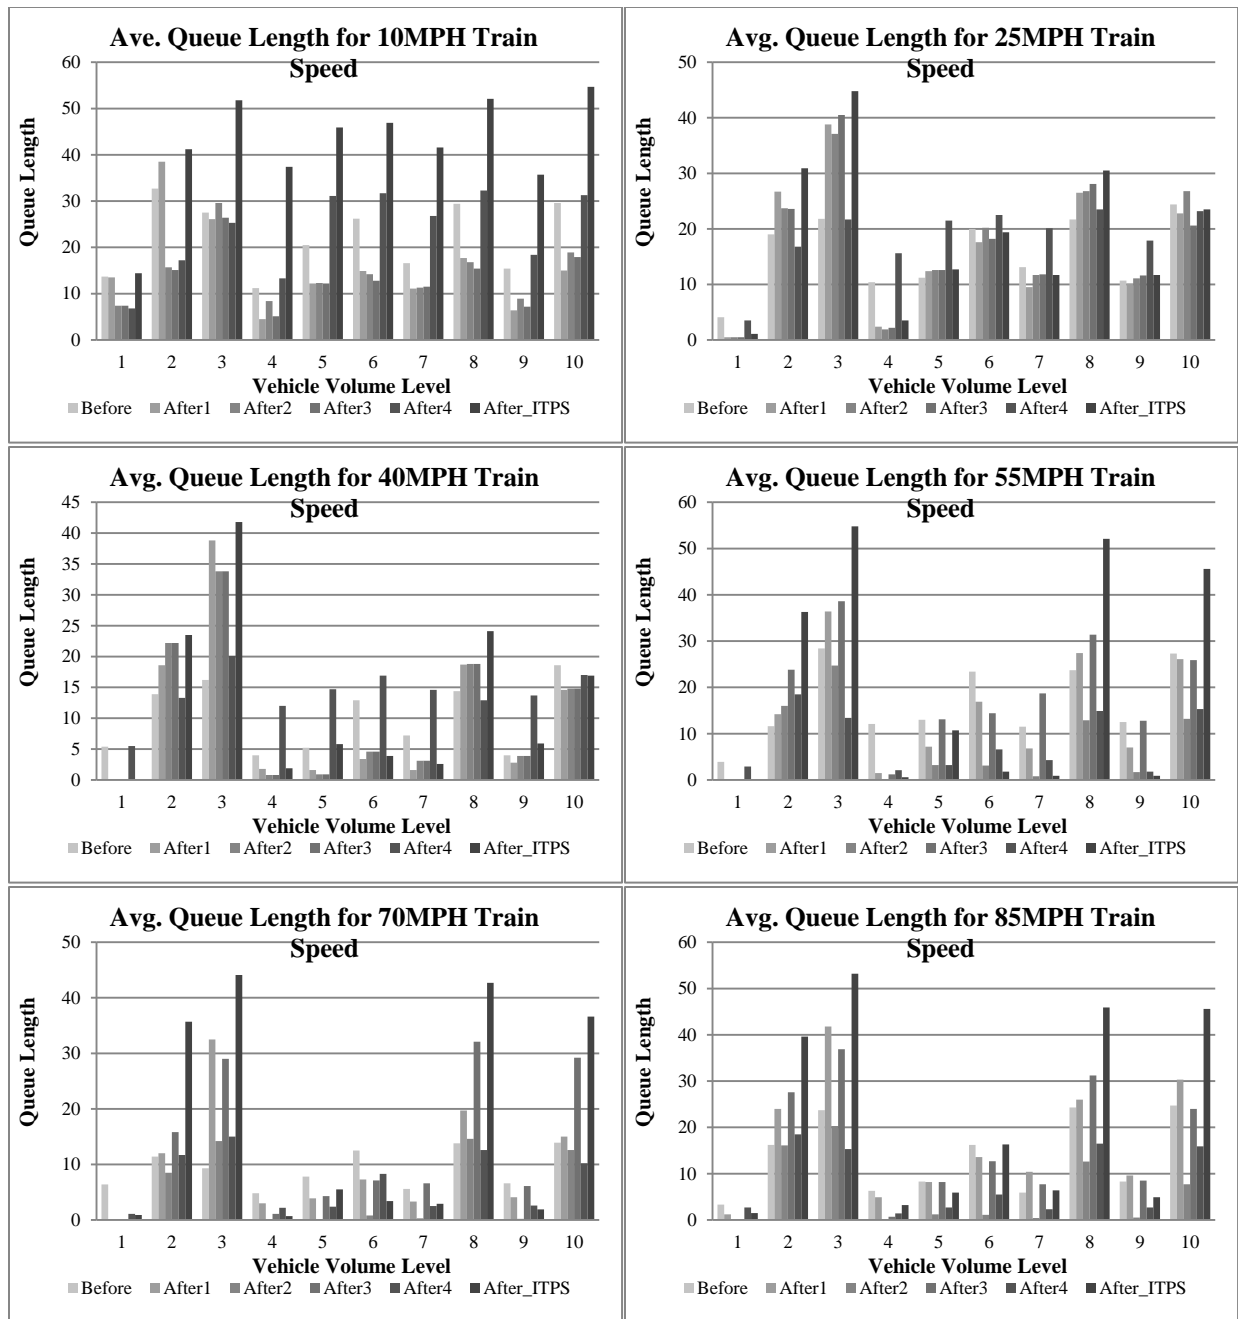 Ave. Queue Length for 10MPH Train
Speed
60
50
40
30
20
10
0
Queue Length
1 2 3 4 5 6 7 8 9 10
Vehicle Volume Level
Before After1 After2 After3 After4 After_ITPS
Avg. Queue Length for 25MPH Train
Speed
50
40
30
20
10
0
Queue Length
1 2 3 4 5 6 7 8 9 10
Vehicle Volume Level
Before After1 After2 After3 After4 After_ITPS
Avg. Queue Length for 40MPH Train
Speed
45
40
35
30
25
20
15
10
5
0
Queue Length
1 2 3 4 5 6 7 8 9 10
Vehicle Volume Level
Before After1 After2 After3 After4 After_ITPS
Avg. Queue Length for 55MPH Train
Speed
60
50
40
30
20
10
0
Queue Length
1 2 3 4 5 6 7 8 9 10
Vehicle Volume Level
Before After1 After2 After3 After4 After_ITPS
Avg. Queue Length for 70MPH Train
Speed
50
40
30
20
10
0
Queue Length
1 2 3 4 5 6 7 8 9 10
Vehicle Volume Level
Before After1 After2 After3 After4 After_ITPS
Avg. Queue Length for 85MPH Train
Speed
60
50
40
30
20
10
0
Queue Length
1 2 3 4 5 6 7 8 9 10
Vehicle Volume Level
Before After1 After2 After3 After4 After_ITPS